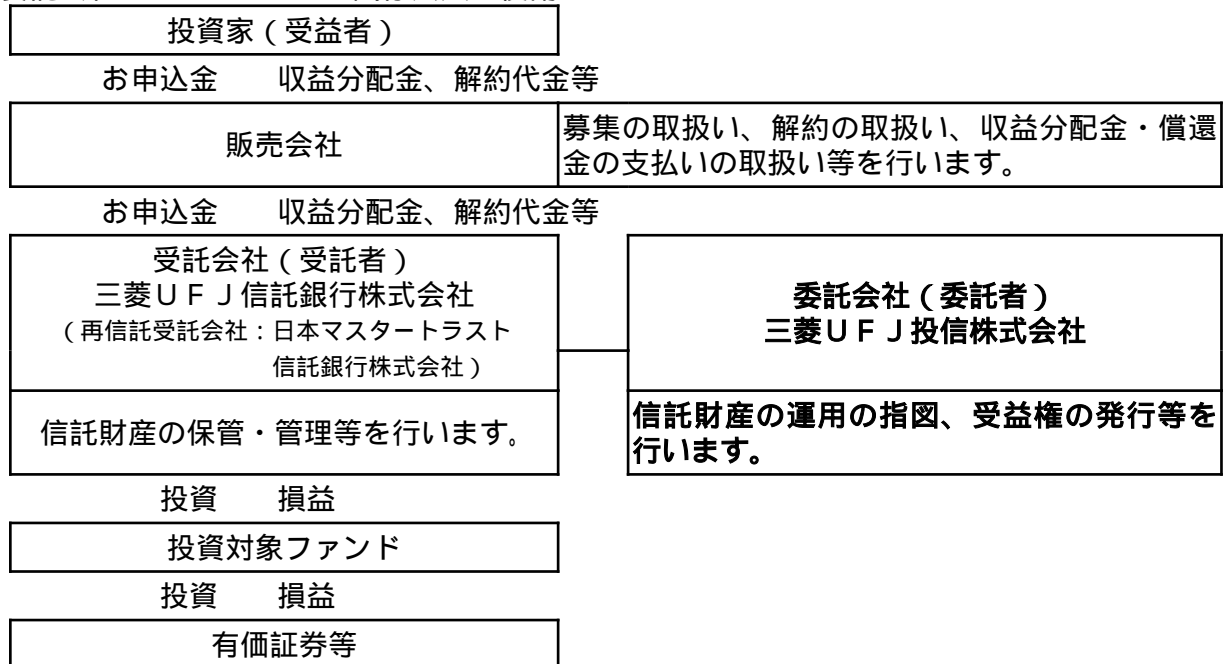 投資家（受益者）
お申込金　　収益分配金、解約代金等
販売会社
募集の取扱い、解約の取扱い、収益分配金・償還
金の支払いの取扱い等を行います。
お申込金　　収益分配金、解約代金等
受託会社（受託者）
三菱ＵＦＪ信託銀行株式会社
（再信託受託会社：日本マスタートラスト
信託銀行株式会社）
委託会社（委託者）
三菱ＵＦＪ投信株式会社
信託財産の保管・管理等を行います。
信託財産の運用の指図、受益権の発行等を
行います。
投資　　損益
投資対象ファンド
投資　　損益
有価証券等